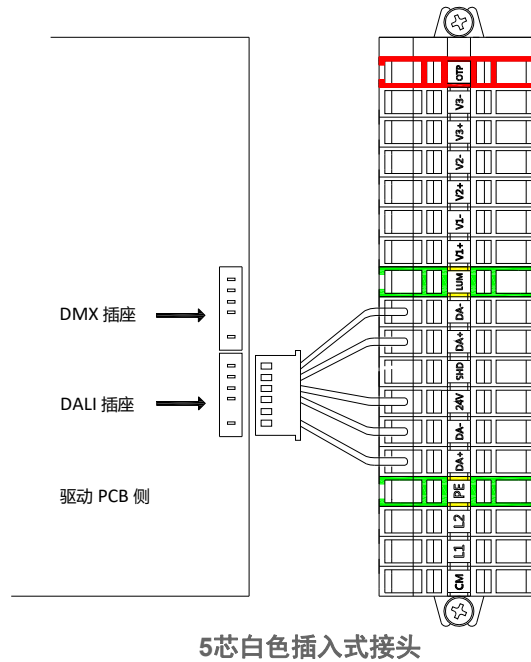 OTP
V3-
V3+
V2-
V2+
V1-
V1+
LUM
DMX 插座
DA-
DA+
SHD
DALI 插座
24V
DA-
DA+
驱动 PCB 侧
PE
L2
L1
CM
5芯白色插入式接头